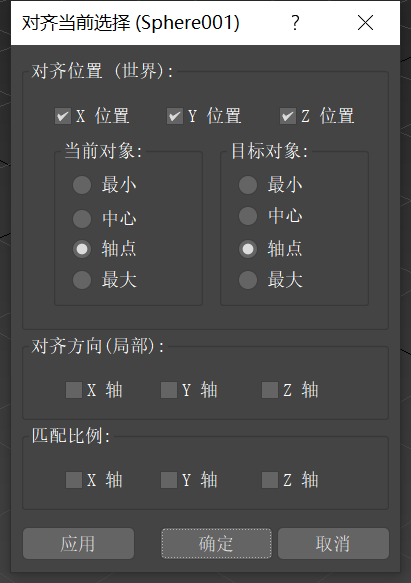 对齐当前选择 (Sphere001) ?
对齐位置 (世界):
X 位置 Y 位置 Z 位置
当前对象: 目标对象:
最小 最小
中心 中心
轴点 轴点
最大 最大
对齐方向(局部):
X 轴 Y 轴 Z 轴
匹配比例:
X 轴 Y 轴 Z 轴
应用 确定 取消